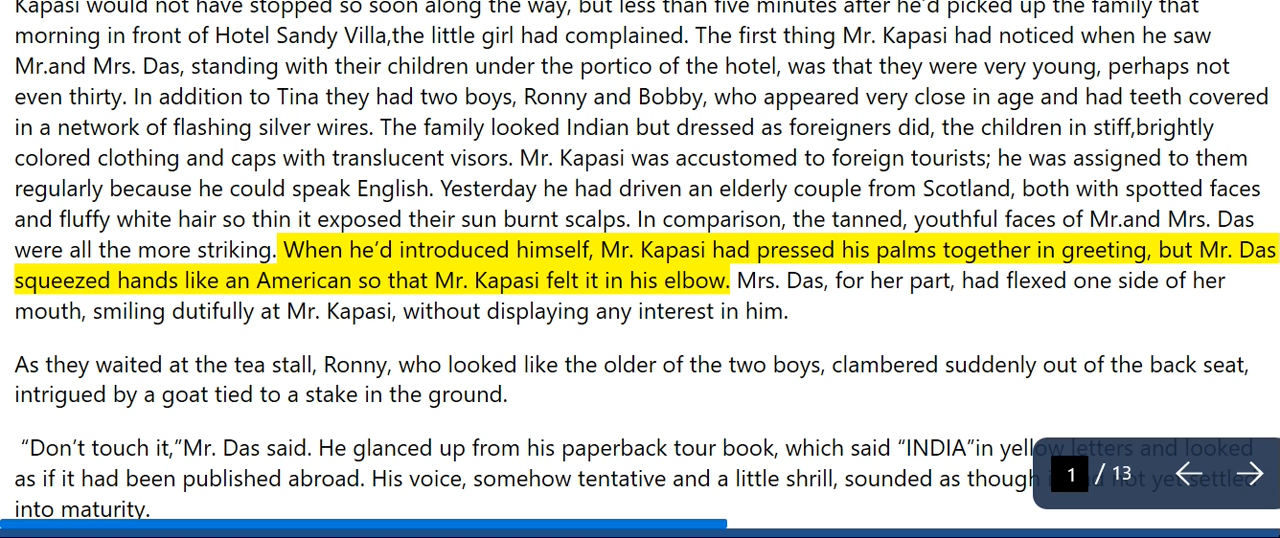 Kapasi would not have stopped so soon along the way, but less than five minutes after he'd picked up the family that
morning in front of Hotel Sandy Villa,the little girl had complained. The first thing Mr. Kapasi had noticed when he saw
Mr.and Mrs. Das, standing with their children under the portico of the hotel, was that they were very young, perhaps not
even thirty. In addition to Tina they had two boys, Ronny and Bobby, who appeared very close in age and had teeth covered
in a network of flashing silver wires. The family looked Indian but dressed as foreigners did, the children in stiff,brightly
colored clothing and caps with translucent visors. Mr. Kapasi was accustomed to foreign tourists; he was assigned to them
regularly because he could speak English. Yesterday he had driven an elderly couple from Scotland, both with spotted faces
and fluffy white hair so thin it exposed their sun burnt scalps. In comparison, the tanned, youthful faces of Mr.and Mrs. Das
were all the more striking. When he'd introduced himself, Mr. Kapasi had pressed his palms together in greeting, but Mr. Das
squeezed hands like an American so that Mr. Kapasi felt it in his elbow. Mrs. Das, for her part, had flexed one side of her
mouth, smiling dutifully at Mr. Kapasi, without displaying any interest in him.
As they waited at the tea stall, Ronny, who looked like the older of the two boys, clambered suddenly out of the back seat,
intrigued by a goat tied to a stake in the ground.
“Don't touch it,”Mr. Das said. He glanced up from his paperback tour book, which said “INDIA”in yellow letters and looked
as if it had been published abroad. His voice, somehow tentative and a little shrill, sounded as though not yet settled
into maturity.
1 / 13